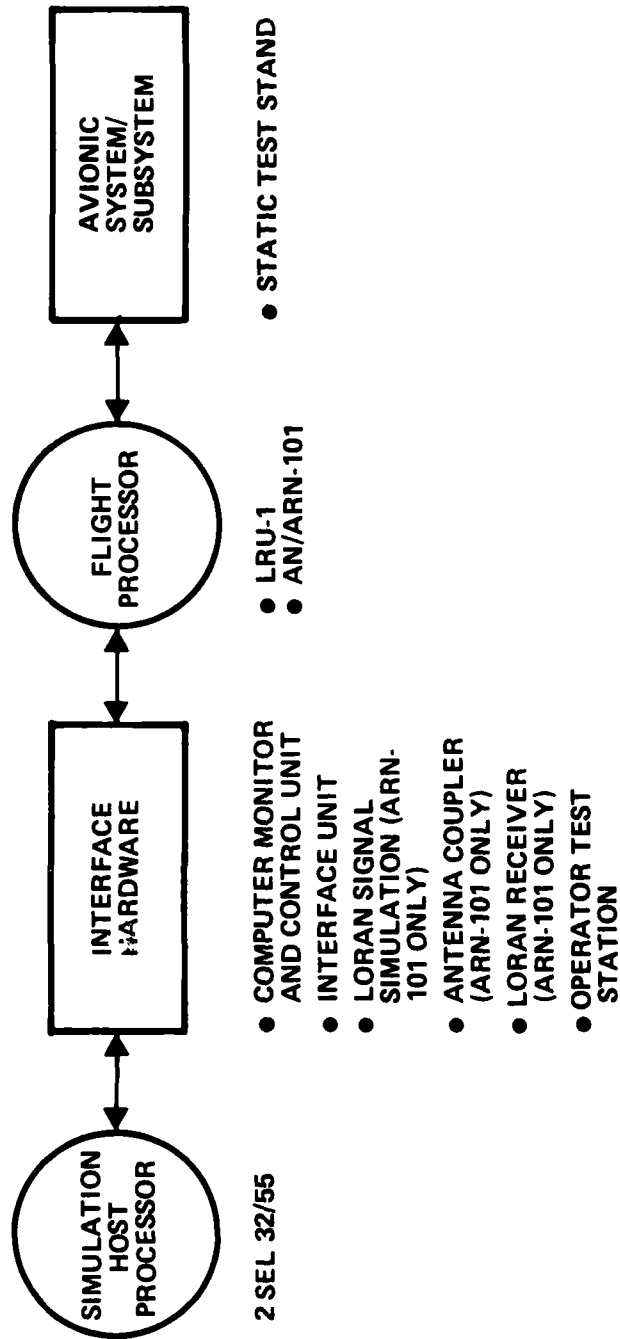 SIMULATION
HOST
PROCESSOR
2 SEL 32/55
INTERFACE
HARDWARE
● COMPUTER MONITOR
AND CONTROL UNIT
● INTERFACE UNIT
● LORAN SIGNAL
SIMULATION (ARN-
101 ONLY)
● ANTENNA COUPLER
(ARN-101 ONLY)
● LORAN RECEIVER
(ARN-101 ONLY)
● OPERATOR TEST
STATION
FLIGHT
PROCESSOR
● LRU-1
● AN/ARN-101
AVIONIC
SYSTEM/
SUBSYSTEM
● STATIC TEST STAND